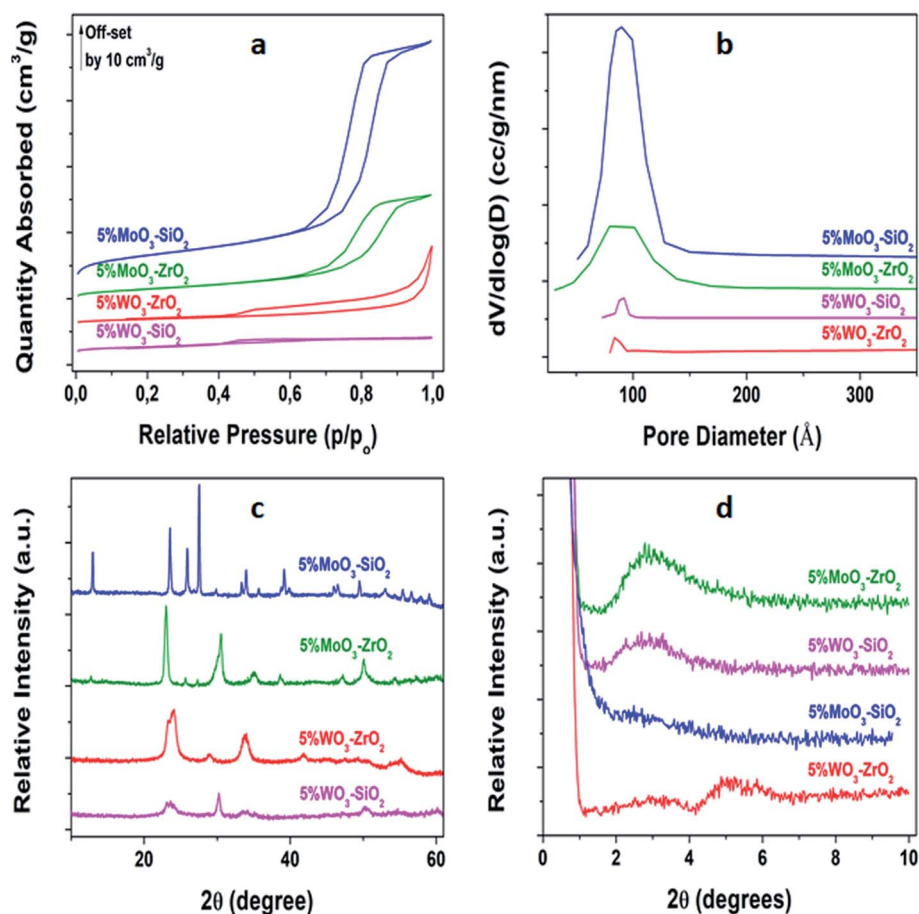 a
Off-set
by 10 cm³/g
Quantity Absorbed (cm³/g)
5%MoO₃-SiO₂
5%MoO₃-ZrO₂
5%WO₃-ZrO₂
5%WO₃-SiO₂
0,0 0,2 0,4 0,6 0,8 1,0
Relative Pressure (p/pₒ)
b
dV/dlog(D) (cc/g/nm)
5%MoO₃-SiO₂
5%MoO₃-ZrO₂
5%WO₃-SiO₂
5%WO₃-ZrO₂
100 200 300
Pore Diameter (Å)
c
Relative Intensity (a.u.)
5%MoO₃-SiO₂
5%MoO₃-ZrO₂
5%WO₃-ZrO₂
5%WO₃-SiO₂
20 40 60
2θ (degree)
d
Relative Intensity (a.u.)
5%MoO₃-ZrO₂
5%WO₃-SiO₂
5%MoO₃-SiO₂
5%WO₃-ZrO₂
0 2 4 6 8 10
2θ (degrees)